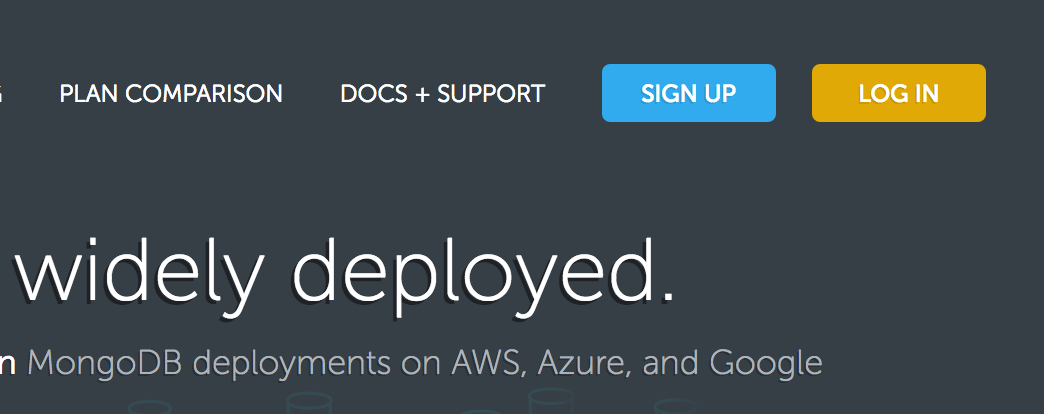 PLAN COMPARISON DOCS + SUPPORT SIGN UP LOG IN
widely deployed.
MongoDB deployments on AWS, Azure, and Google